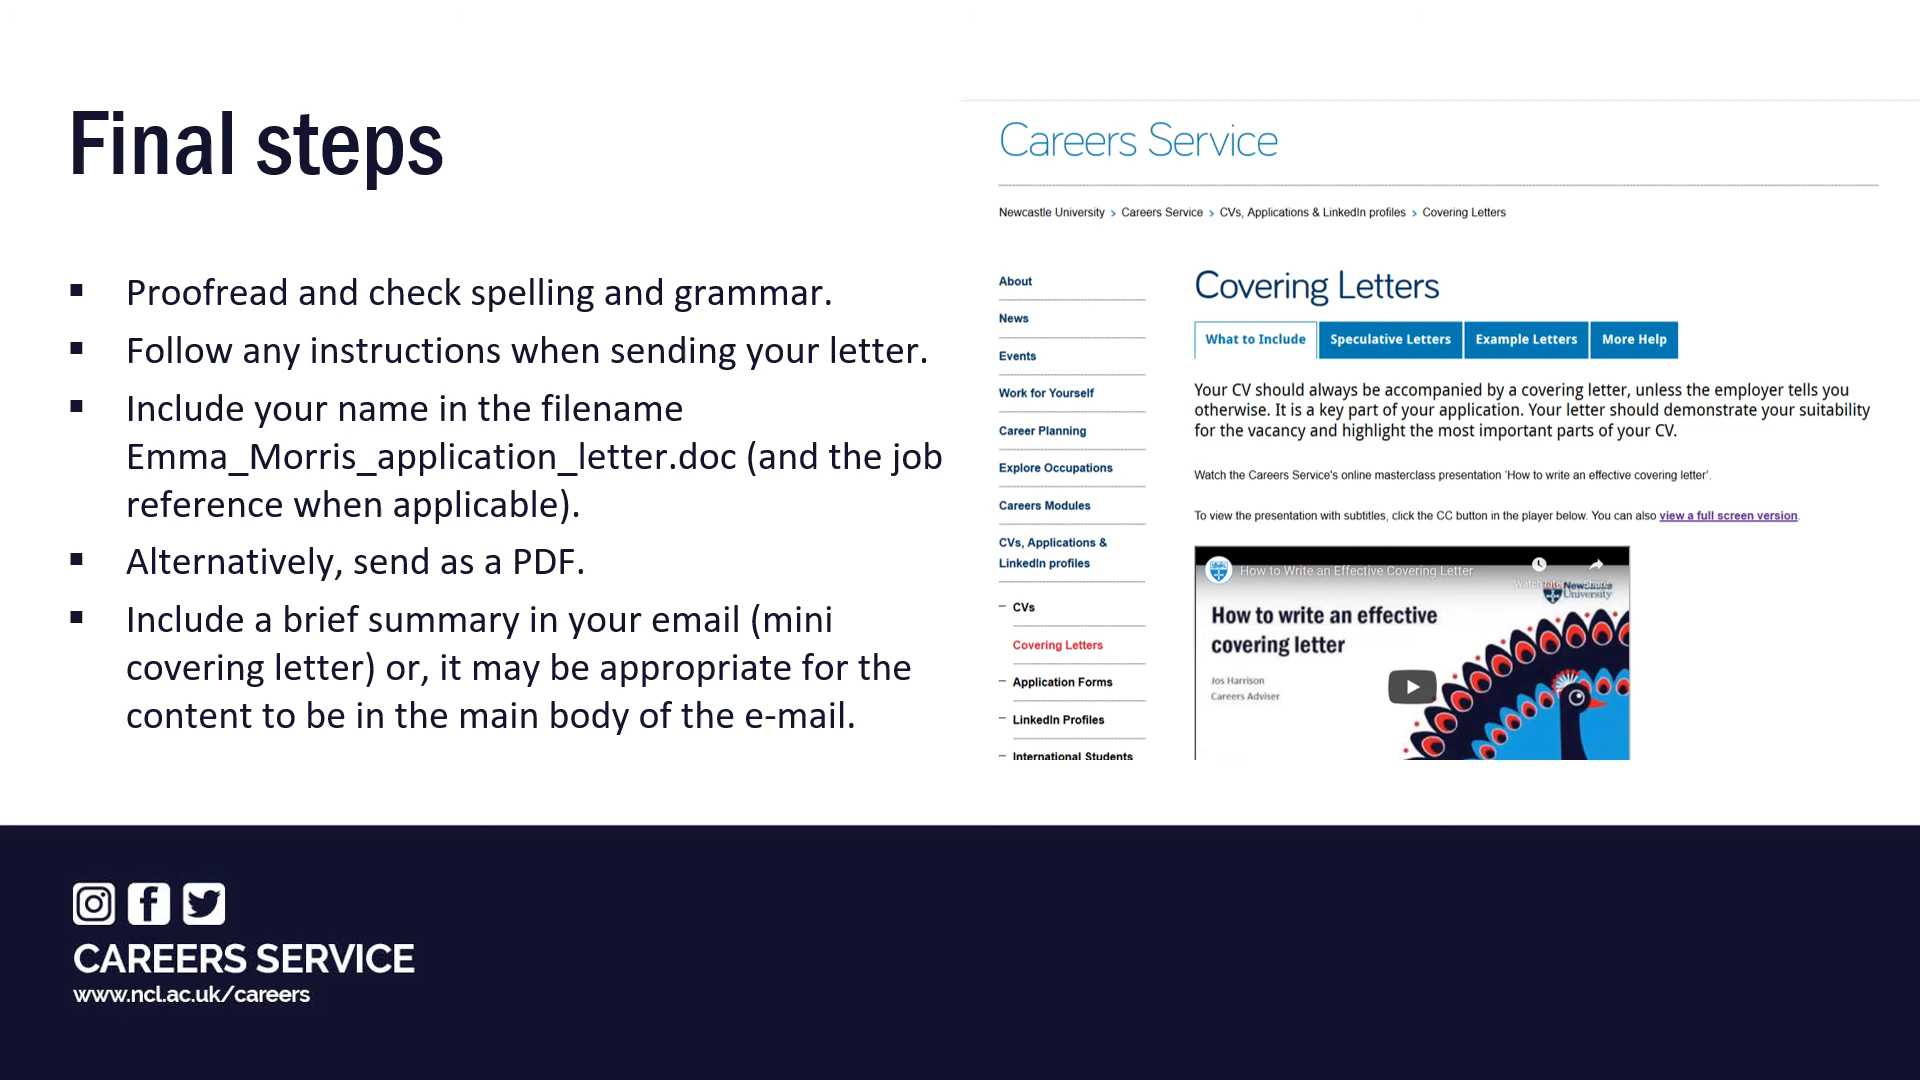 Final steps
Proofread and check spelling and grammar.
Follow any instructions when sending your letter.
Include your name in the filename
Emma_Morris_application_letter.doc (and the job
reference when applicable).
Alternatively, send as a PDF.
Include a brief summary in your email (mini
covering letter) or, it may be appropriate for the
content to be in the main body of the e-mail.
Careers Service
Newcastle University > Careers Service > CVs, Applications & LinkedIn profiles > Covering Letters
About
News
Events
Work for Yourself
Career Planning
Explore Occupations
Careers Modules
CVs, Applications &
LinkedIn profiles
CVs
Covering Letters
Application Forms
LinkedIn Profiles
International Students
Covering Letters
What to Include
Speculative Letters
Example Letters
More Help
Your CV should always be accompanied by a covering letter, unless the employer tells you
otherwise. It is a key part of your application. Your letter should demonstrate your suitability
for the vacancy and highlight the most important parts of your CV.
Watch the Careers Service's online masterclass presentation 'How to write an effective covering letter'.
To view the presentation with subtitles, click the CC button in the player below. You can also view a full screen version.
How to Write an Effective Covering Letter
Watch later
Share
Newcastle
University
How to write an effective
covering letter
Jos Harrison
Careers Adviser
CAREERS SERVICE
www.ncl.ac.uk/careers